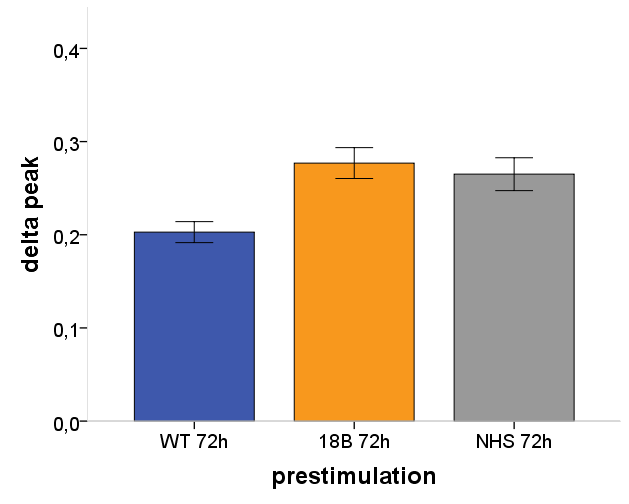 0,4
0,3
0,2
0,1
0,0
delta peak
WT 72h 18B 72h NHS 72h
prestimulation